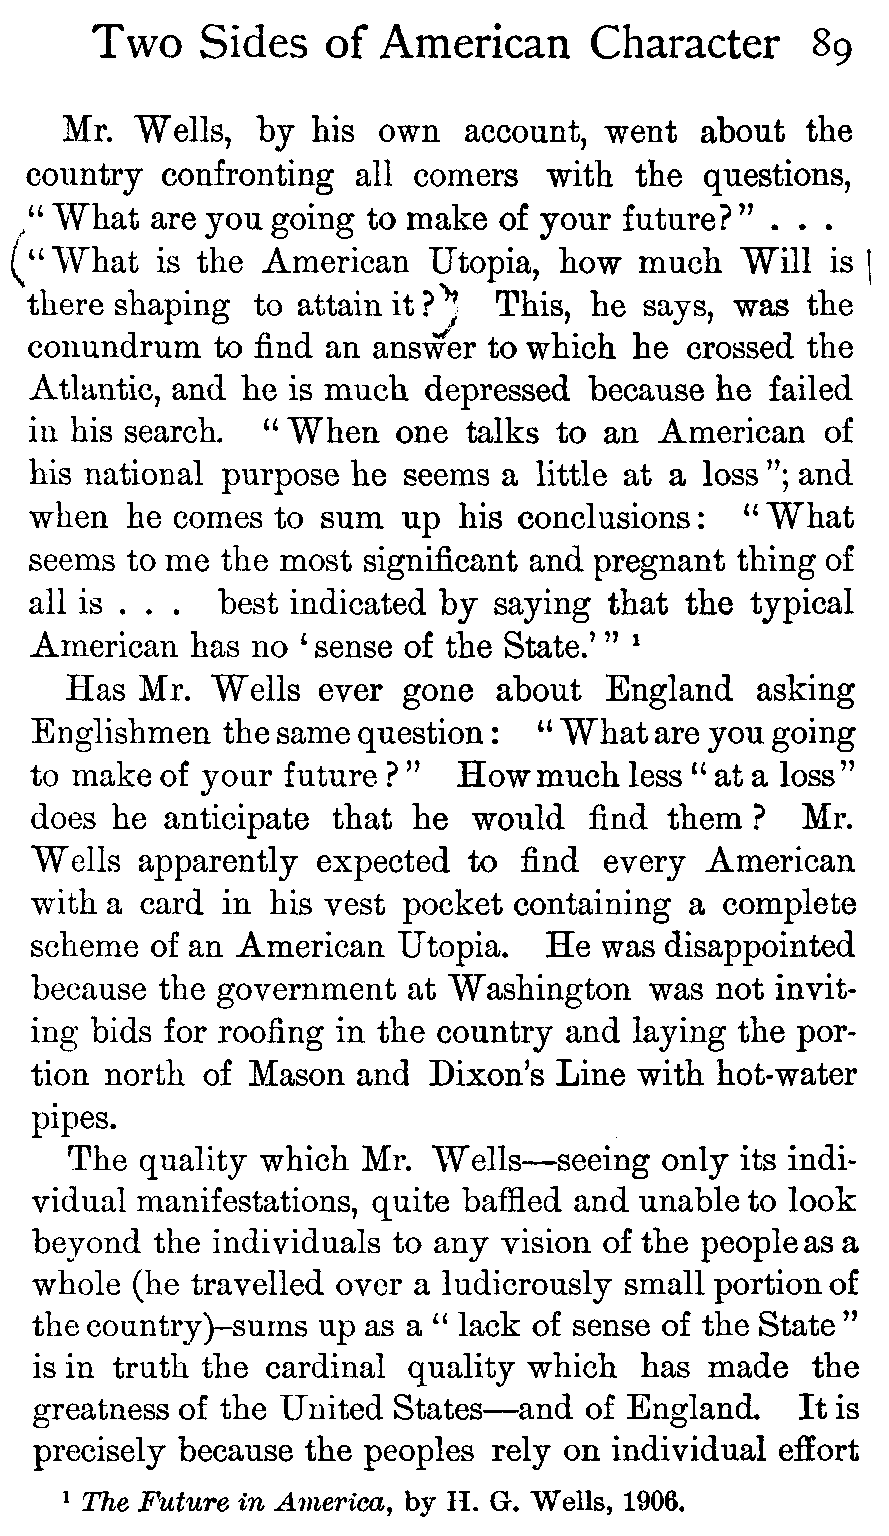 Two Sides of American Character 89
Mr. Wells, by his own account, went about the
country confronting all comers with the questions,
"What are you going to make of your future?" . . .
("What is the American Utopia, how much Will is
there shaping to attain it?") This, he says, was the
conundrum to find an answer to which he crossed the
Atlantic, and he is much depressed because he failed
in his search. "When one talks to an American of
his national purpose he seems a little at a loss"; and
when he comes to sum up his conclusions: "What
seems to me the most significant and pregnant thing of
all is . . . best indicated by saying that the typical
American has no 'sense of the State.'" ¹
Has Mr. Wells ever gone about England asking
Englishmen the same question: "What are you going
to make of your future?" How much less "at a loss"
does he anticipate that he would find them? Mr.
Wells apparently expected to find every American
with a card in his vest pocket containing a complete
scheme of an American Utopia. He was disappointed
because the government at Washington was not invit-
ing bids for roofing in the country and laying the por-
tion north of Mason and Dixon's Line with hot-water
pipes.
The quality which Mr. Wells—seeing only its indi-
vidual manifestations, quite baffled and unable to look
beyond the individuals to any vision of the people as a
whole (he travelled over a ludicrously small portion of
the country)—sums up as a "lack of sense of the State"
is in truth the cardinal quality which has made the
greatness of the United States—and of England. It is
precisely because the peoples rely on individual effort
¹ The Future in America, by H. G. Wells, 1906.